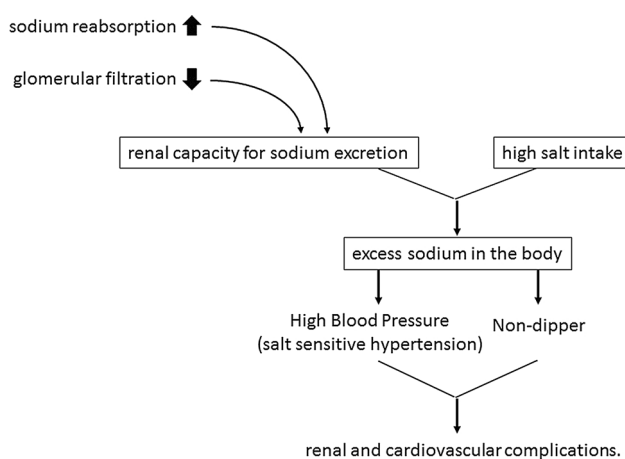 sodium reabsorption
glomerular filtration
renal capacity for sodium excretion
high salt intake
excess sodium in the body
High Blood Pressure
(salt sensitive hypertension)
Non-dipper
renal and cardiovascular complications.